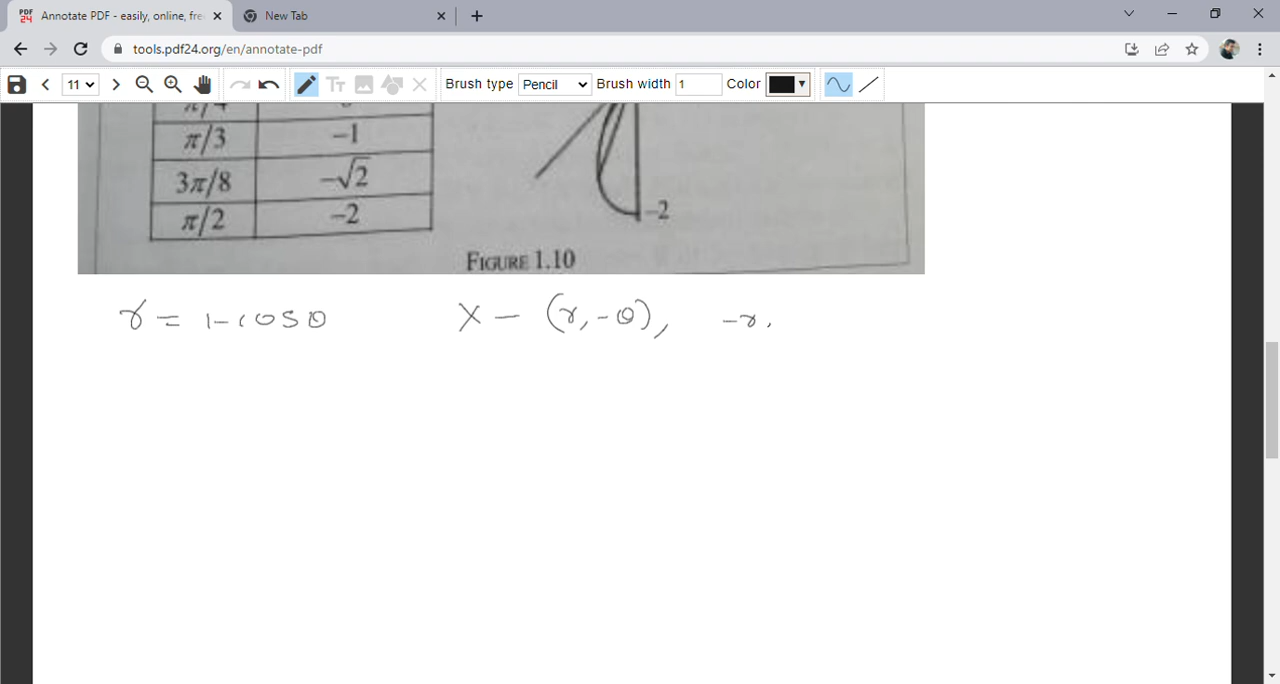 Annotate PDF - easily, online, fre
New Tab
tools.pdf24.org/en/annotate-pdf
11
Brush type Pencil Brush width 1 Color
π/4
π/3 −1
3π/8 −√2
π/2 −2
−2
FIGURE 1.10
r = 1-cosθ X - (r, -θ), -r,